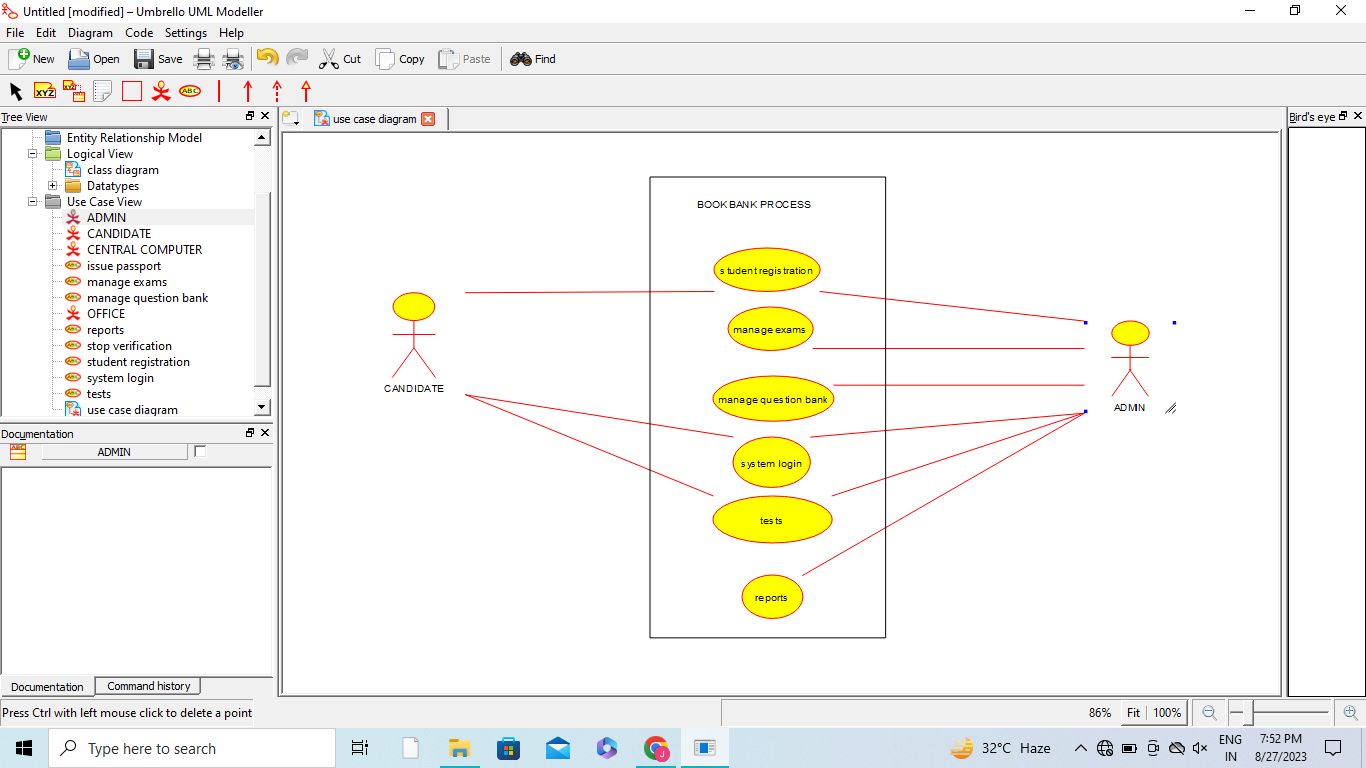 Untitled [modified] – Umbrello UML Modeller
File Edit Diagram Code Settings Help
New Open Save Cut Copy Paste Find
XYZ XYZ ABC
Tree View
Entity Relationship Model
Logical View
class diagram
Datatypes
Use Case View
ADMIN
CANDIDATE
CENTRAL COMPUTER
issue passport
manage exams
manage question bank
OFFICE
reports
stop verification
student registration
system login
tests
use case diagram
Documentation
ADMIN
Documentation Command history
use case diagram
BOOK BANK PROCESS
student registration
manage exams
manage question bank
system login
tests
reports
CANDIDATE
ADMIN
Bird's eye
Press Ctrl with left mouse click to delete a point
86% Fit 100%
Type here to search
32°C Haze
ENG
IN
7:52 PM
8/27/2023